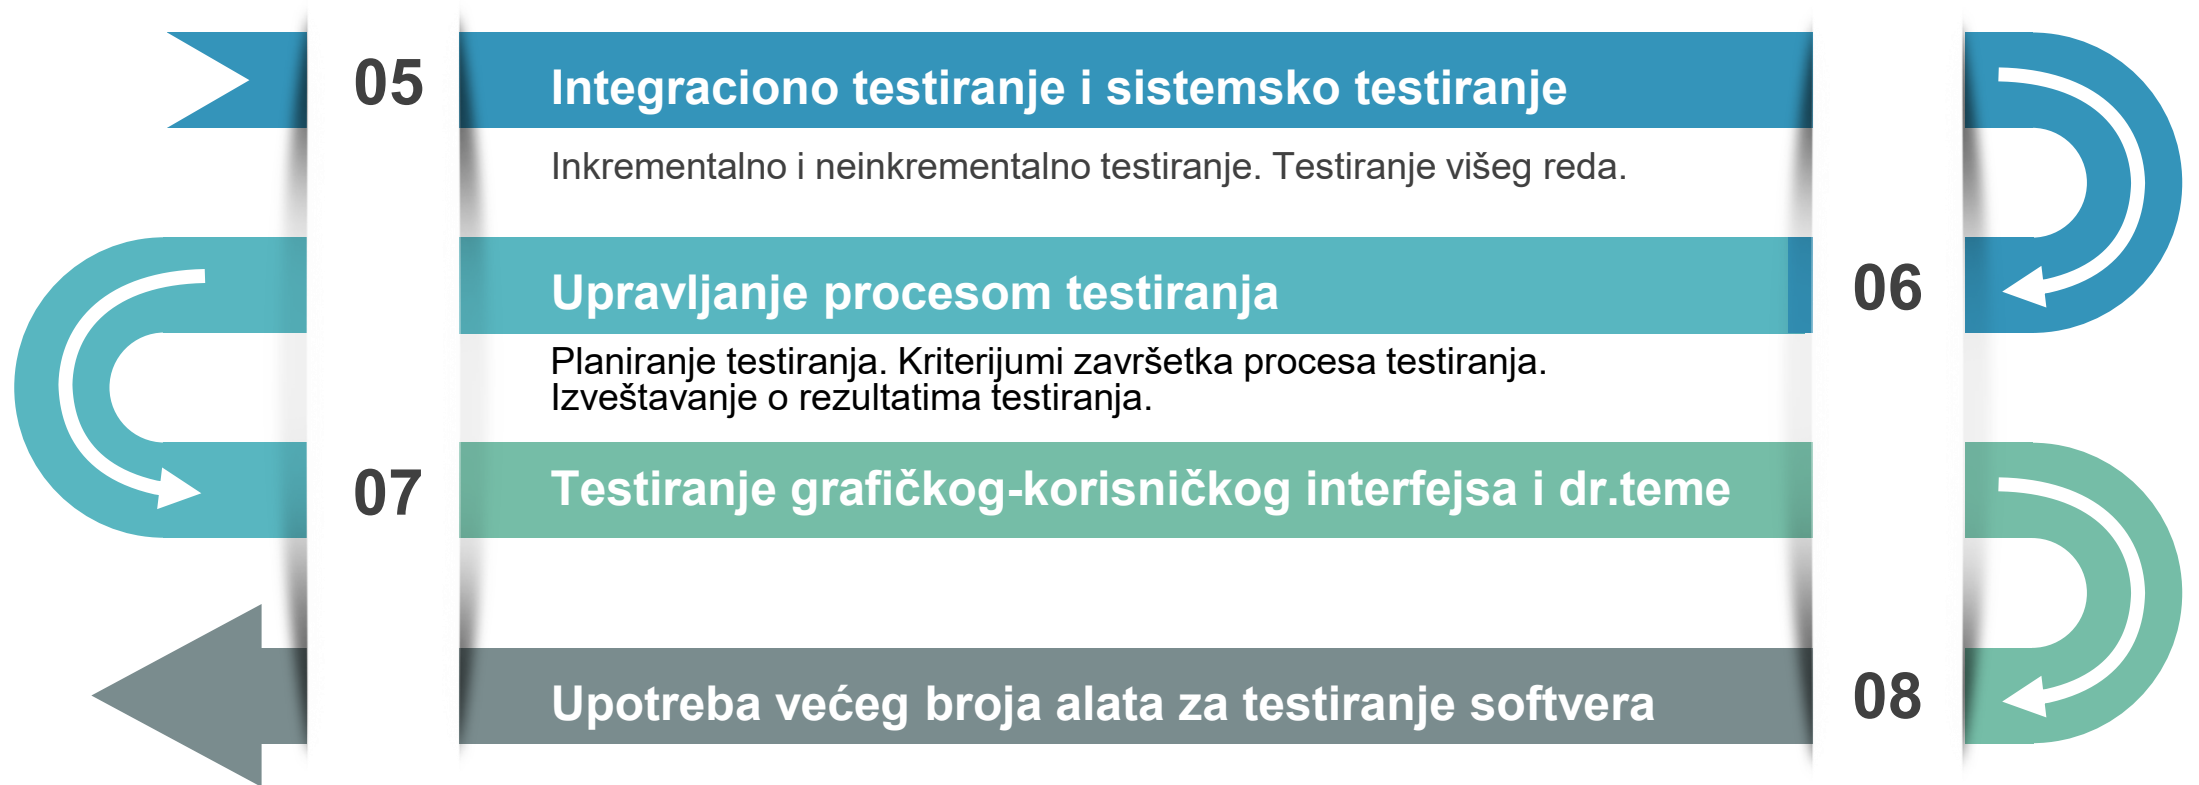 05
Integraciono testiranje i sistemsko testiranje
Inkrementalno i neinkrementalno testiranje. Testiranje višeg reda.
Upravljanje procesom testiranja
06
Planiranje testiranja. Kriterijumi završetka procesa testiranja.
Izveštavanje o rezultatima testiranja.
07
Testiranje grafičkog-korisničkog interfejsa i dr.teme
Upotreba većeg broja alata za testiranje softvera
08